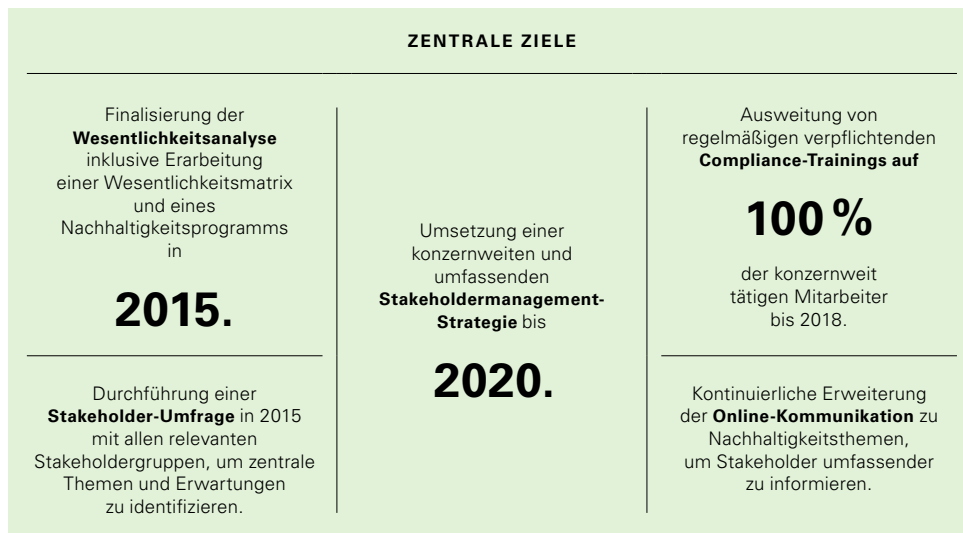 ZENTRALE ZIELE
Finalisierung der
Wesentlichkeitsanalyse
inklusive Erarbeitung
einer Wesentlichkeitsmatrix
und eines
Nachhaltigkeitsprogramms
in
2015.
Durchführung einer
Stakeholder-Umfrage in 2015
mit allen relevanten
Stakeholdergruppen, um zentrale
Themen und Erwartungen
zu identifizieren.
Umsetzung einer
konzernweiten und
umfassenden
Stakeholdermanagement-
Strategie bis
2020.
Ausweitung von
regelmäßigen verpflichtenden
Compliance-Trainings auf
100 %
der konzernweit
tätigen Mitarbeiter
bis 2018.
Kontinuierliche Erweiterung
der Online-Kommunikation zu
Nachhaltigkeitsthemen,
um Stakeholder umfassender
zu informieren.